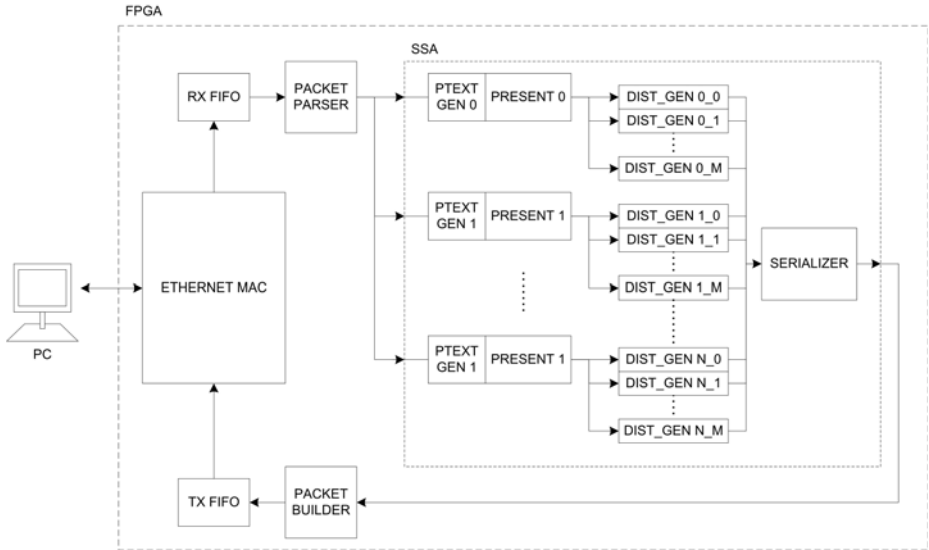 FPGA
SSA
RX FIFO
PACKET
PARSER
PTEXT
GEN 0
PRESENT 0
DIST_GEN 0_0
DIST_GEN 0_1
DIST_GEN 0_M
PTEXT
GEN 1
PRESENT 1
DIST_GEN 1_0
DIST_GEN 1_1
DIST_GEN 1_M
SERIALIZER
ETHERNET MAC
PC
PTEXT
GEN 1
PRESENT 1
DIST_GEN N_0
DIST_GEN N_1
DIST_GEN N_M
TX FIFO
PACKET
BUILDER